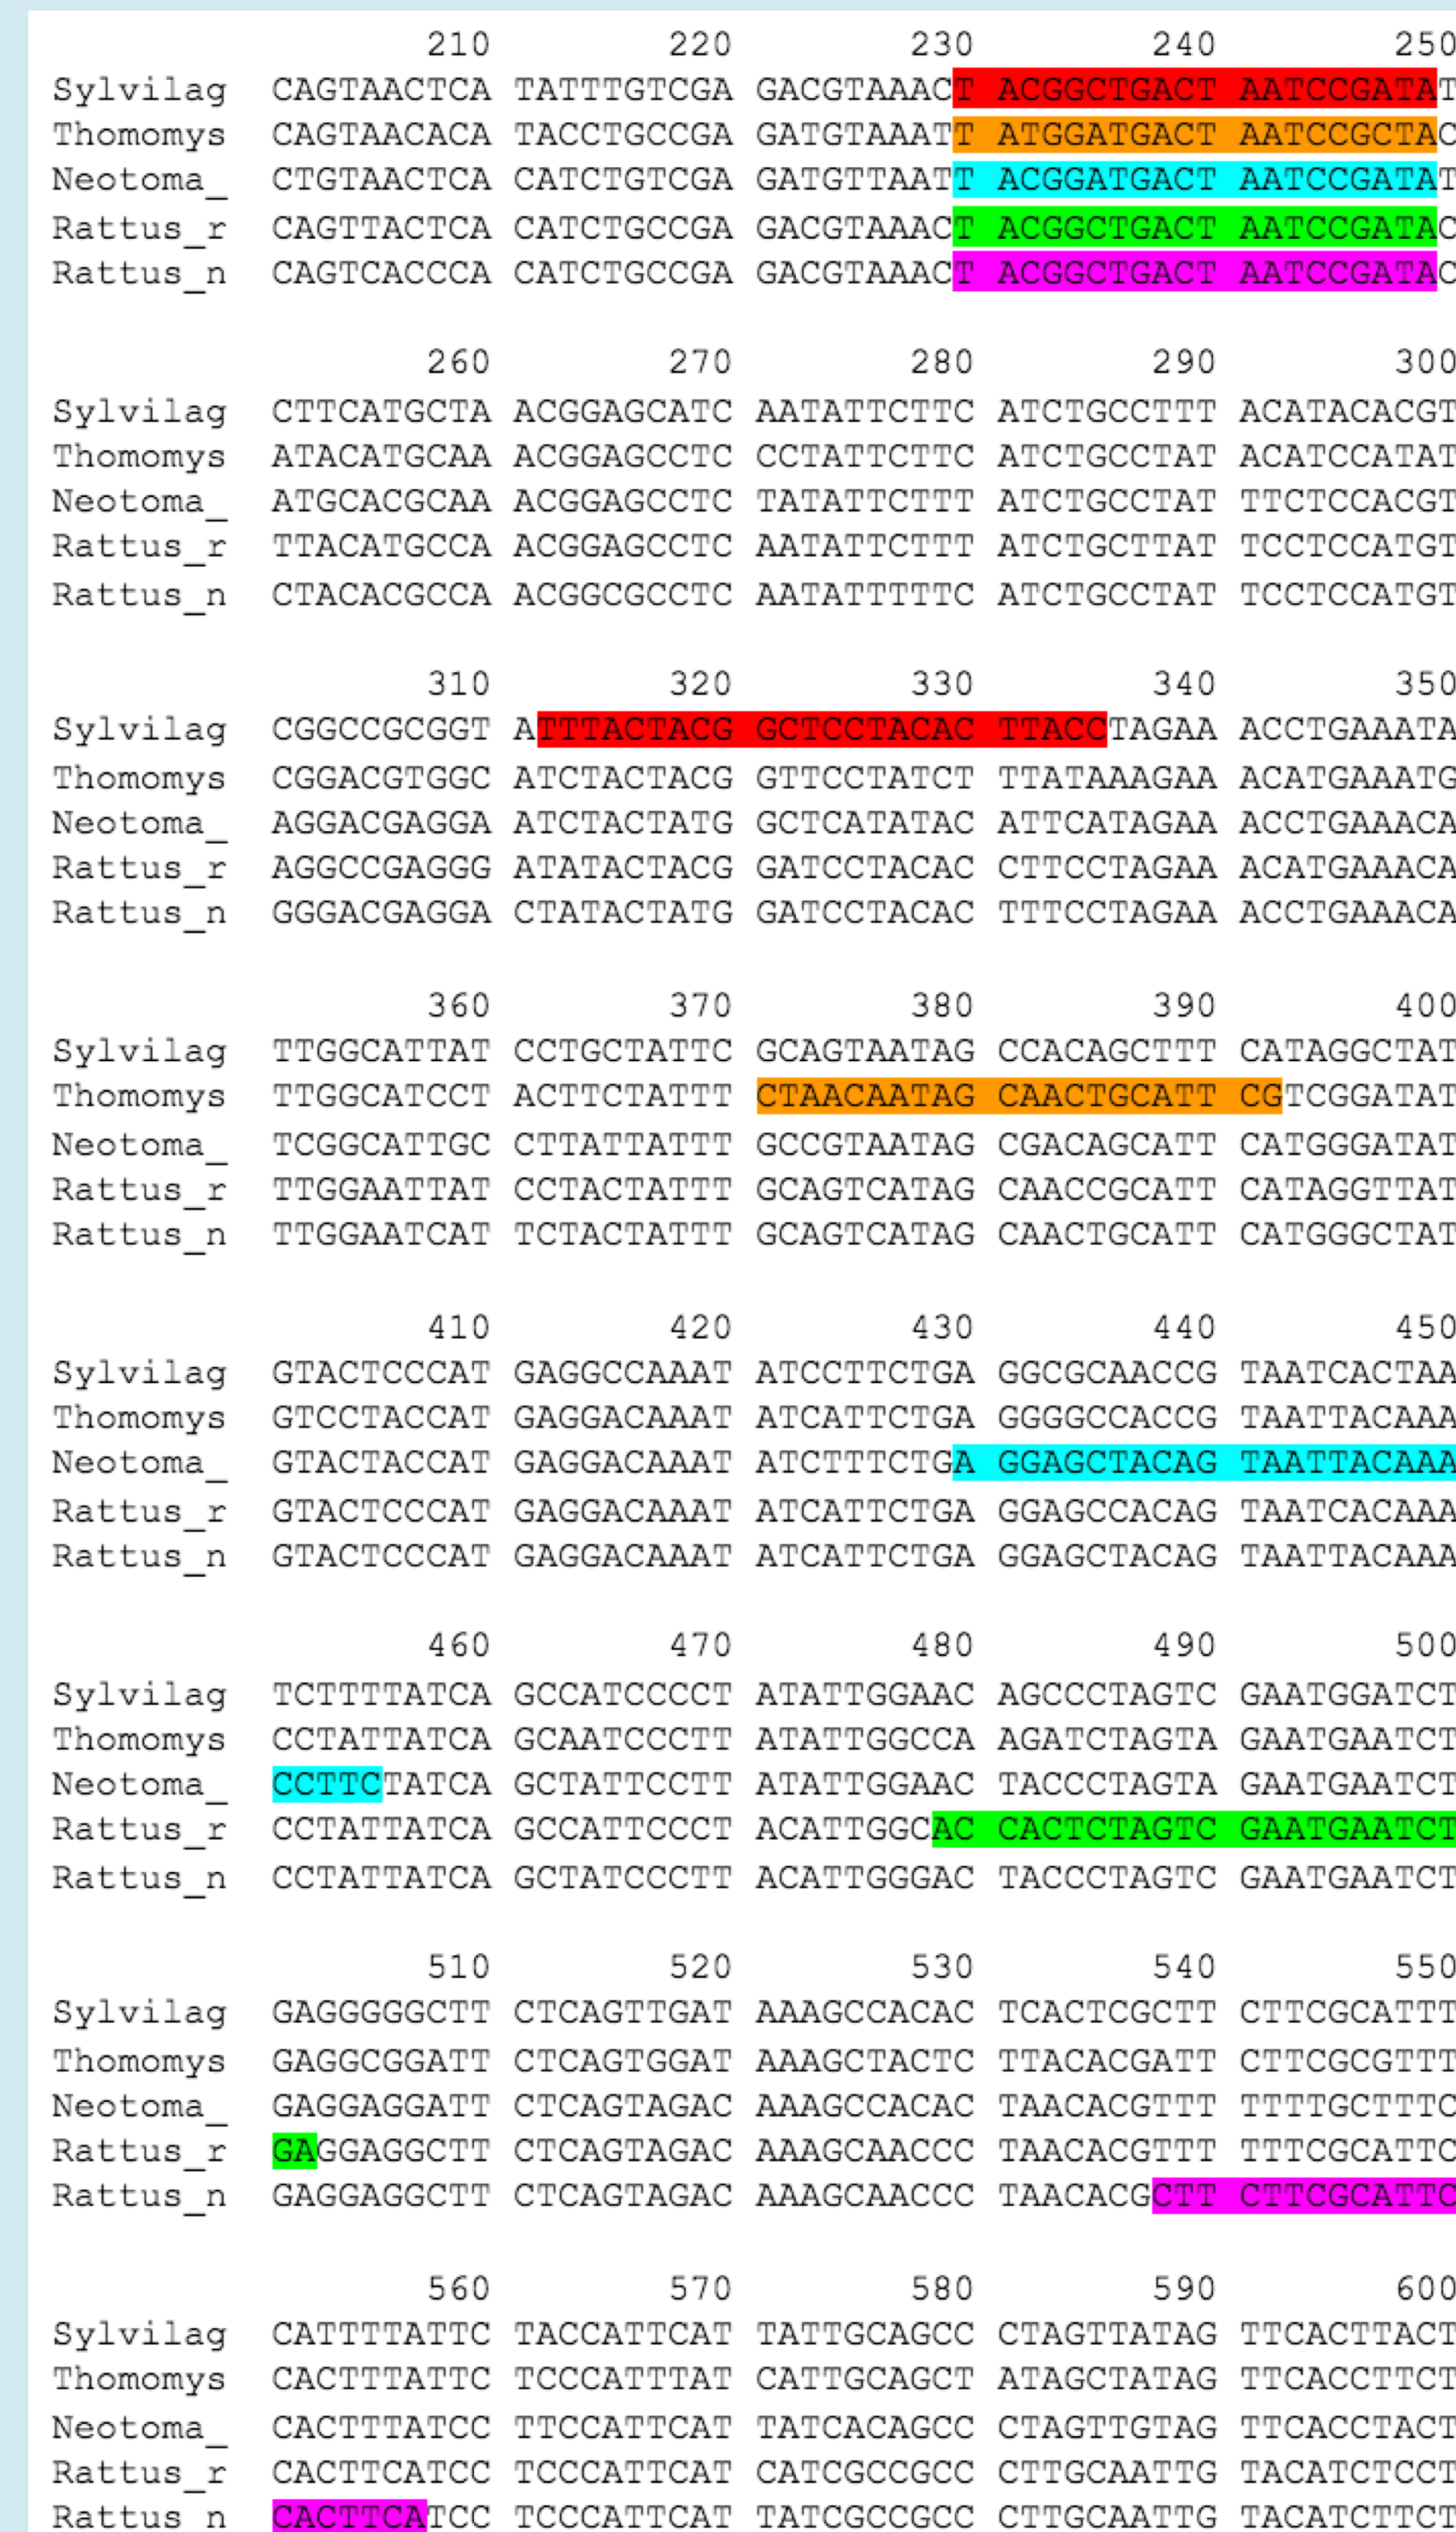 210 220 230 240 250
Sylvilag CAGTAACTCA TATTTGTCGA GACGTAAACT ACGGCTGACT AATCCGATAT
Thomomys CAGTAACACA TACCTGCCGA GATGTAAATT ATGGATGACT AATCCGCTAC
Neotoma_ CTGTAACTCA CATCTGTCGA GATGTTAATT ACGGATGACT AATCCGATAT
Rattus_r CAGTTACTCA CATCTGCCGA GACGTAAACT ACGGCTGACT AATCCGATAC
Rattus_n CAGTCACCCA CATCTGCCGA GACGTAAACT ACGGCTGACT AATCCGATAC
260 270 280 290 300
Sylvilag CTTCATGCTA ACGGAGCATC AATATTCTTC ATCTGCCTTT ACATACACGT
Thomomys ATACATGCAA ACGGAGCCTC CCTATTCTTC ATCTGCCTAT ACATCCATAT
Neotoma_ ATGCACGCAA ACGGAGCCTC TATATTCTTT ATCTGCCTAT TTCTCCACGT
Rattus_r TTACATGCCA ACGGAGCCTC AATATTCTTT ATCTGCTTAT TCCTCCATGT
Rattus_n CTACACGCCA ACGGCGCCTC AATATTTTTC ATCTGCCTAT TCCTCCATGT
310 320 330 340 350
Sylvilag CGGCCGCGGT ATTTACTACG GCTCCTACAC TTACCTAGAA ACCTGAAATA
Thomomys CGGACGTGGC ATCTACTACG GTTCCTATCT TTATAAAGAA ACATGAAATG
Neotoma_ AGGACGAGGA ATCTACTATG GCTCATATAC ATTCATAGAA ACCTGAAACA
Rattus_r AGGCCGAGGG ATATACTACG GATCCTACAC CTTCCTAGAA ACATGAAACA
Rattus_n GGGACGAGGA CTATACTATG GATCCTACAC TTTCCTAGAA ACCTGAAACA
360 370 380 390 400
Sylvilag TTGGCATTAT CCTGCTATTC GCAGTAATAG CCACAGCTTT CATAGGCTAT
Thomomys TTGGCATCCT ACTTCTATTT CTAACAATAG CAACTGCATT CGTCGGATAT
Neotoma_ TCGGCATTGC CTTATTATTT GCCGTAATAG CGACAGCATT CATGGGATAT
Rattus_r TTGGAATTAT CCTACTATTT GCAGTCATAG CAACCGCATT CATAGGTTAT
Rattus_n TTGGAATCAT TCTACTATTT GCAGTCATAG CAACTGCATT CATGGGCTAT
410 420 430 440 450
Sylvilag GTACTCCCAT GAGGCCAAAT ATCCTTCTGA GGCGCAACCG TAATCACTAA
Thomomys GTCCTACCAT GAGGACAAAT ATCATTCTGA GGGGCCACCG TAATTACAAA
Neotoma_ GTACTACCAT GAGGACAAAT ATCTTTCTGA GGAGCTACAG TAATTACAAA
Rattus_r GTACTCCCAT GAGGACAAAT ATCATTCTGA GGAGCCACAG TAATCACAAA
Rattus_n GTACTCCCAT GAGGACAAAT ATCATTCTGA GGAGCTACAG TAATTACAAA
460 470 480 490 500
Sylvilag TCTTTTATCA GCCATCCCCT ATATTGGAAC AGCCCTAGTC GAATGGATCT
Thomomys CCTATTATCA GCAATCCCTT ATATTGGCCA AGATCTAGTA GAATGAATCT
Neotoma_ CCTTCTATCA GCTATTCCTT ATATTGGAAC TACCCTAGTA GAATGAATCT
Rattus_r CCTATTATCA GCCATTCCCT ACATTGGCAC CACTCTAGTC GAATGAATCT
Rattus_n CCTATTATCA GCTATCCCTT ACATTGGGAC TACCCTAGTC GAATGAATCT
510 520 530 540 550
Sylvilag GAGGGGGCTT CTCAGTTGAT AAAGCCACAC TCACTCGCTT CTTCGCATTT
Thomomys GAGGCGGATT CTCAGTGGAT AAAGCTACTC TTACACGATT CTTCGCGTTT
Neotoma_ GAGGAGGATT CTCAGTAGAC AAAGCCACAC TAACACGTTT TTTTGCTTTC
Rattus_r GAGGAGGCTT CTCAGTAGAC AAAGCAACCC TAACACGTTT TTTCGCATTC
Rattus_n GAGGAGGCTT CTCAGTAGAC AAAGCAACCC TAACACGCTT CTTCGCATTC
560 570 580 590 600
Sylvilag CATTTTATTC TACCATTCAT TATTGCAGCC CTAGTTATAG TTCACTTACT
Thomomys CACTTTATTC TCCCATTTAT CATTGCAGCT ATAGCTATAG TTCACCTTCT
Neotoma_ CACTTTATCC TTCCATTCAT TATCACAGCC CTAGTTGTAG TTCACCTACT
Rattus_r CACTTCATCC TCCCATTCAT CATCGCCGCC CTTGCAATTG TACATCTCCT
Rattus n CACTTCATCC TCCCATTCAT TATCGCCGCC CTTGCAATTG TACATCTTCT